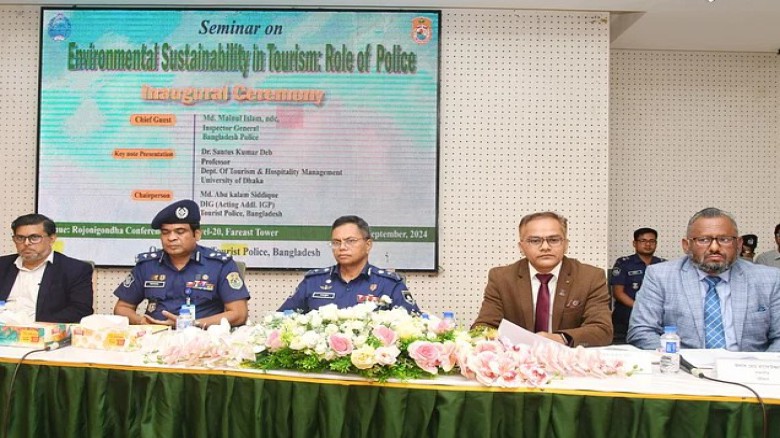 Seminar on
Environmental Sustainability in Tourism: Role of Police
Inaugural Ceremony
Chief Guest
Md. Mainul Islam, ndc,
Inspector General
Bangladesh Police
Key note Presentation
Dr. Santus Kumar Deb
Professor
Dept. Of Tourism & Hospitality Management
University of Dhaka
Chairperson
Md. Abu kalam Siddique
DIG (Acting Addl. IGP)
Tourist Police, Bangladesh
ue: Rojonigondha Confere
vel-20, Fareast Tower
eptember, 2024
Tourist Police, Bangladesh